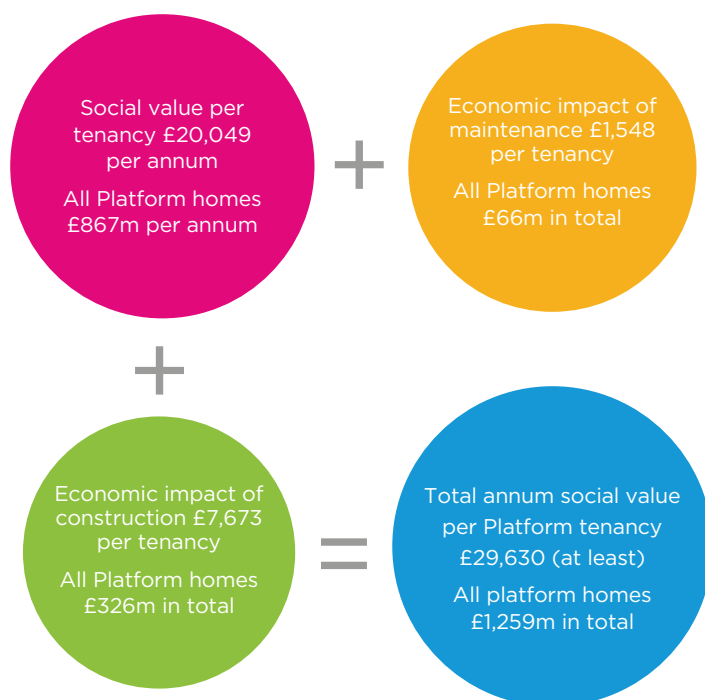 Social value per
tenancy £20,049
per annum
All Platform homes
£867m per annum
+
Economic impact of
maintenance £1,548
per tenancy
All Platform homes
£66m in total
+
Economic impact of
construction £7,673
per tenancy
All Platform homes
£326m in total
=
Total annum social value
per Platform tenancy
£29,630 (at least)
All platform homes
£1,259m in total